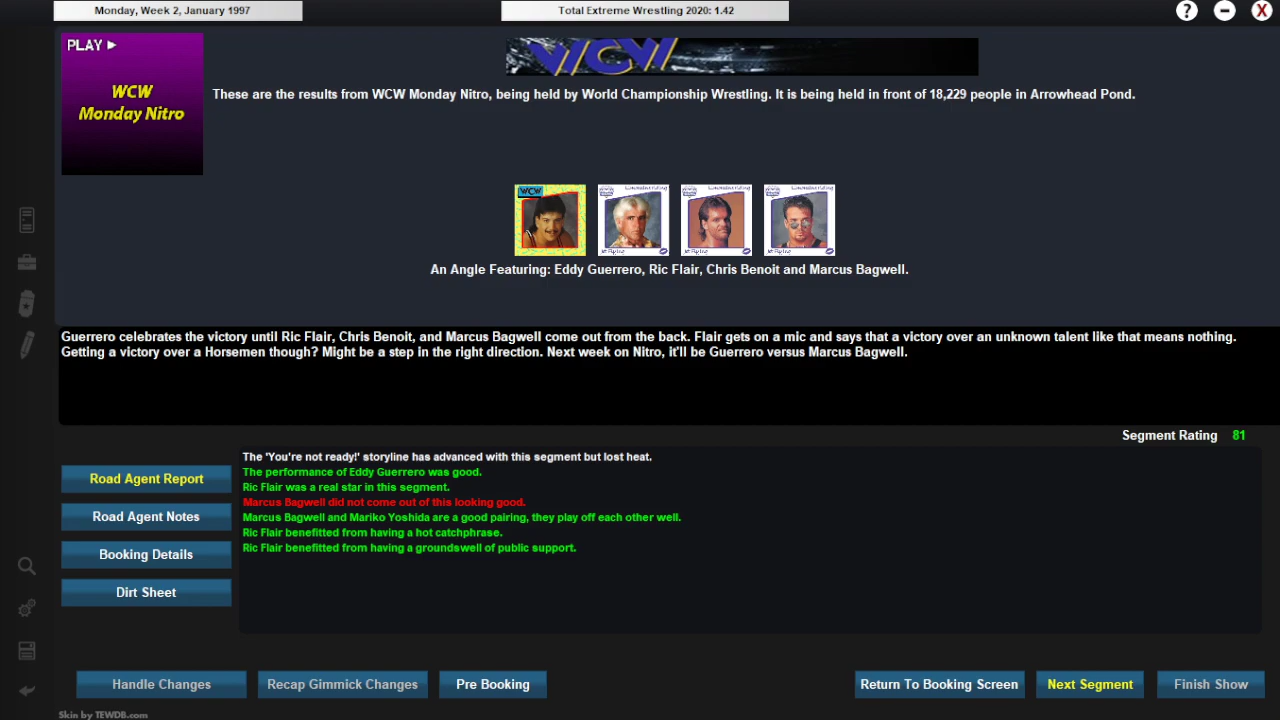 Monday, Week 2, January 1997
Total Extreme Wrestling 2020: 1.42
? – X
PLAY ►
WCW
WCW
Monday Nitro
These are the results from WCW Monday Nitro, being held by World Championship Wrestling. It is being held in front of 18,229 people in Arrowhead Pond.
WCW
An Angle Featuring: Eddy Guerrero, Ric Flair, Chris Benoit and Marcus Bagwell.
Guerrero celebrates the victory until Ric Flair, Chris Benoit, and Marcus Bagwell come out from the back. Flair gets on a mic and says that a victory over an unknown talent like that means nothing.
Getting a victory over a Horsemen though? Might be a step in the right direction. Next week on Nitro, it'll be Guerrero versus Marcus Bagwell.
Segment Rating 81
The 'You're not ready!' storyline has advanced with this segment but lost heat.
The performance of Eddy Guerrero was good.
Ric Flair was a real star in this segment.
Marcus Bagwell did not come out of this looking good.
Marcus Bagwell and Mariko Yoshida are a good pairing, they play off each other well.
Ric Flair benefitted from having a hot catchphrase.
Ric Flair benefitted from having a groundswell of public support.
Road Agent Report
Road Agent Notes
Booking Details
Dirt Sheet
Handle Changes
Recap Gimmick Changes
Pre Booking
Return To Booking Screen
Next Segment
Finish Show
Skin by TEWDB.com